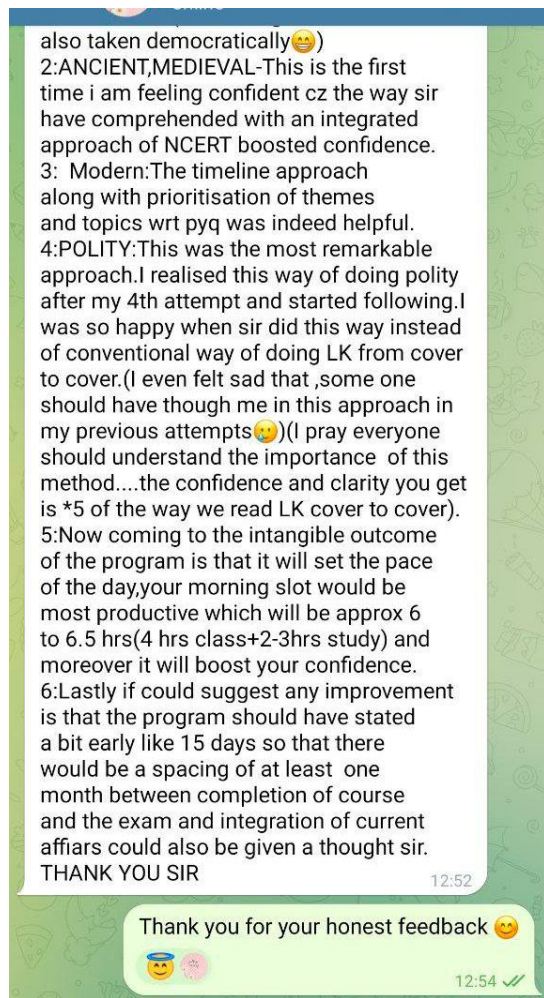 also taken democratically😁)
2:ANCIENT,MEDIEVAL-This is the first
time i am feeling confident cz the way sir
have comprehended with an integrated
approach of NCERT boosted confidence.
3:  Modern:The timeline approach
along with prioritisation of themes
and topics wrt pyq was indeed helpful.
4:POLITY:This was the most remarkable
approach.I realised this way of doing polity
after my 4th attempt and started following.I
was so happy when sir did this way instead
of conventional way of doing LK from cover
to cover.(I even felt sad that ,some one
should have though me in this approach in
my previous attempts🥲)(I pray everyone
should understand the importance  of this
method....the confidence and clarity you get
is *5 of the way we read LK cover to cover).
5:Now coming to the intangible outcome
of the program is that it will set the pace
of the day,your morning slot would be
most productive which will be approx 6
to 6.5 hrs(4 hrs class+2-3hrs study) and
moreover it will boost your confidence.
6:Lastly if could suggest any improvement
is that the program should have stated
a bit early like 15 days so that there
would be a spacing of at least  one
month between completion of course
and the exam and integration of current
affiars could also be given a thought sir.
THANK YOU SIR
12:52
Thank you for your honest feedback 😊
😇
12:54